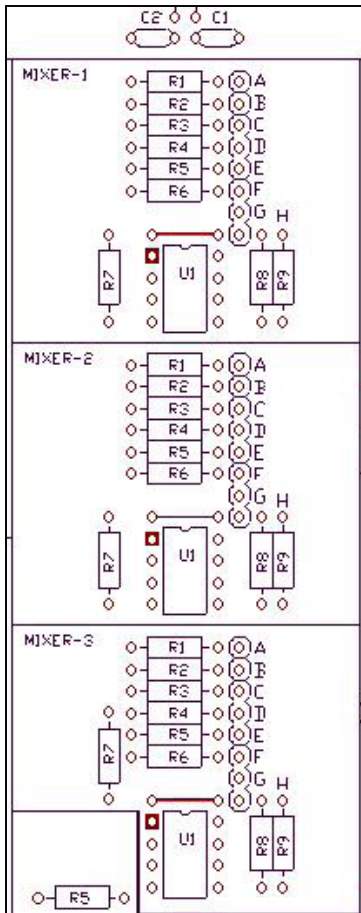 C2 C1
MIXER-1
R1 A
R2 B
R3 C
R4 D
R5 E
R6 F
G H
R7 U1 R8 R9
MIXER-2
R1 A
R2 B
R3 C
R4 D
R5 E
R6 F
G H
R7 U1 R8 R9
MIXER-3
R1 A
R2 B
R3 C
R4 D
R5 E
R7 R6 F
G H
U1 R8 R9
R5